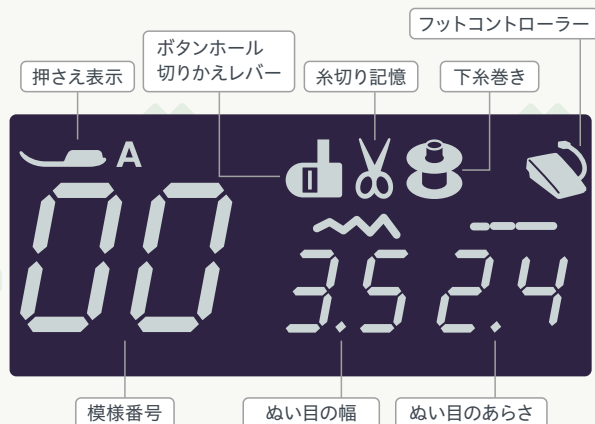 フットコントローラー
ボタンホール
切りかえレバー
押さえ表示
糸切り記憶
下糸巻き
A
00
3.5
2.4
模様番号
ぬい目の幅
ぬい目のあらさ